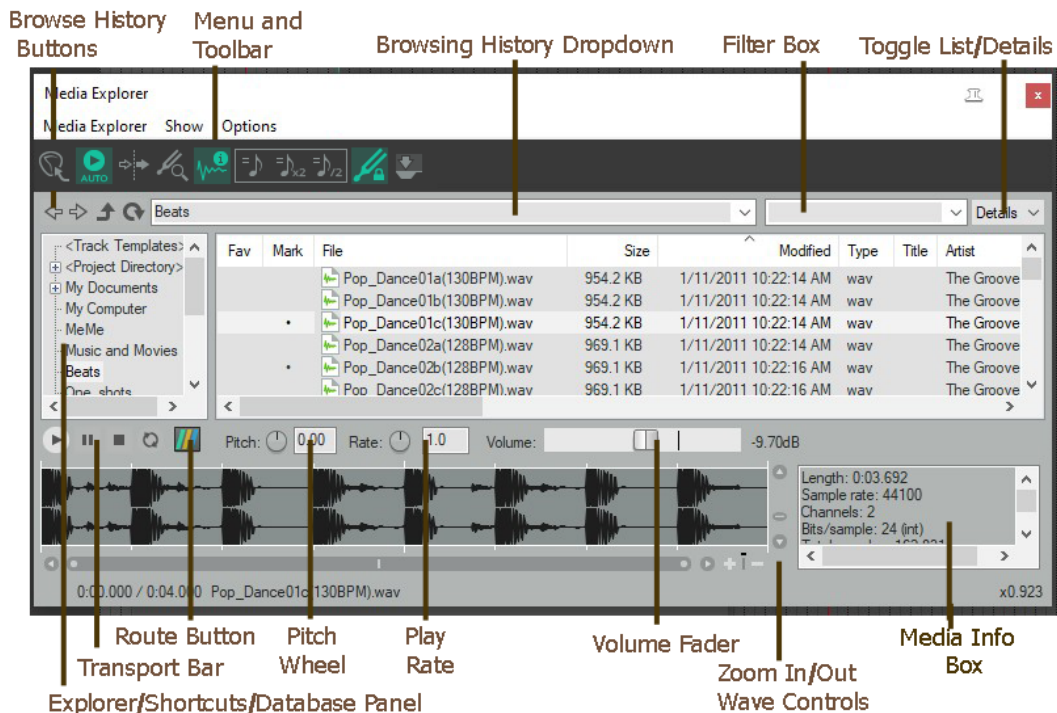 Browse History
Buttons
Menu and
Toolbar
Browsing History Dropdown
Filter Box
Toggle List/Details
Media Explorer
x
Media Explorer Show Options
AUTO
i
x2
/2
Beats
Details
<Track Templates>
<Project Directory>
My Documents
My Computer
MeMe
Music and Movies
Beats
One_shots
Fav Mark File Size Modified Type Title Artist
Pop_Dance01a(130BPM).wav 954.2 KB 1/11/2011 10:22:14 AM wav The Groove
Pop_Dance01b(130BPM).wav 954.2 KB 1/11/2011 10:22:14 AM wav The Groove
Pop_Dance01c(130BPM).wav 954.2 KB 1/11/2011 10:22:14 AM wav The Groove
Pop_Dance02a(128BPM).wav 969.1 KB 1/11/2011 10:22:14 AM wav The Groove
Pop_Dance02b(128BPM).wav 969.1 KB 1/11/2011 10:22:16 AM wav The Groove
Pop_Dance02c(128BPM).wav 969.1 KB 1/11/2011 10:22:16 AM wav The Groove
Pitch: 0.00 Rate: 1.0 Volume: -9.70dB
Length: 0:03.692
Sample rate: 44100
Channels: 2
Bits/sample: 24 (int)
0:00.000 / 0:04.000 Pop_Dance01c(130BPM).wav
x0.923
Route Button
Transport Bar
Explorer/Shortcuts/Database Panel
Pitch
Wheel
Play
Rate
Volume Fader
Zoom In/Out
Wave Controls
Media Info
Box